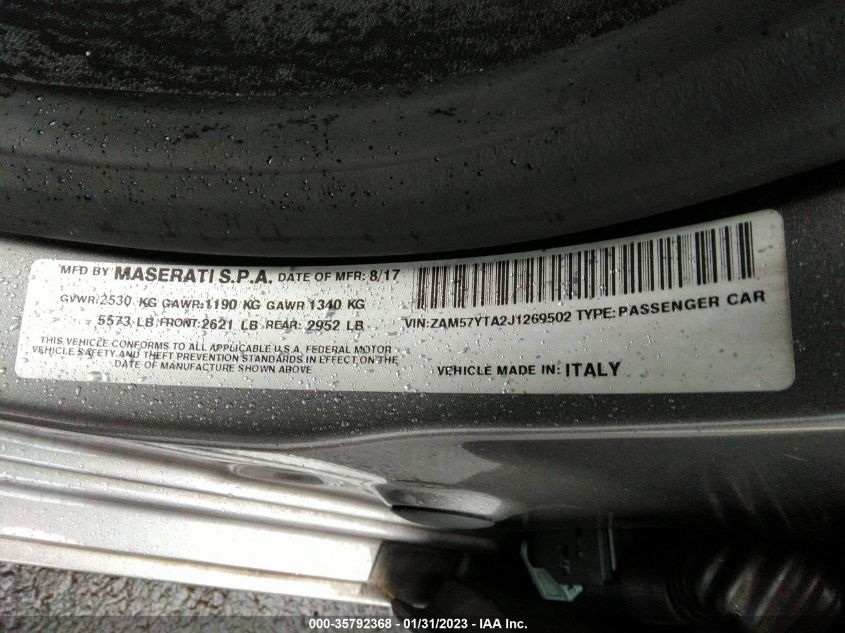 MFD BY MASERATI S.P.A. DATE OF MFR: 8/17
GVWR:2530 KG GAWR:1190 KG GAWR 1340 KG
5573 LB FRONT:2621 LB REAR: 2952 LB
THIS VEHICLE CONFORMS TO ALL APPLICABLE U.S.A. FEDERAL MOTOR
VEHICLE SAFETY AND THEFT PREVENTION STANDARDS IN EFFECT ON THE
DATE OF MANUFACTURE SHOWN ABOVE
VIN:ZAM57YTA2J1269502 TYPE: PASSENGER CAR
VEHICLE MADE IN: ITALY
000-35792368 - 01/31/2023 - IAA Inc.